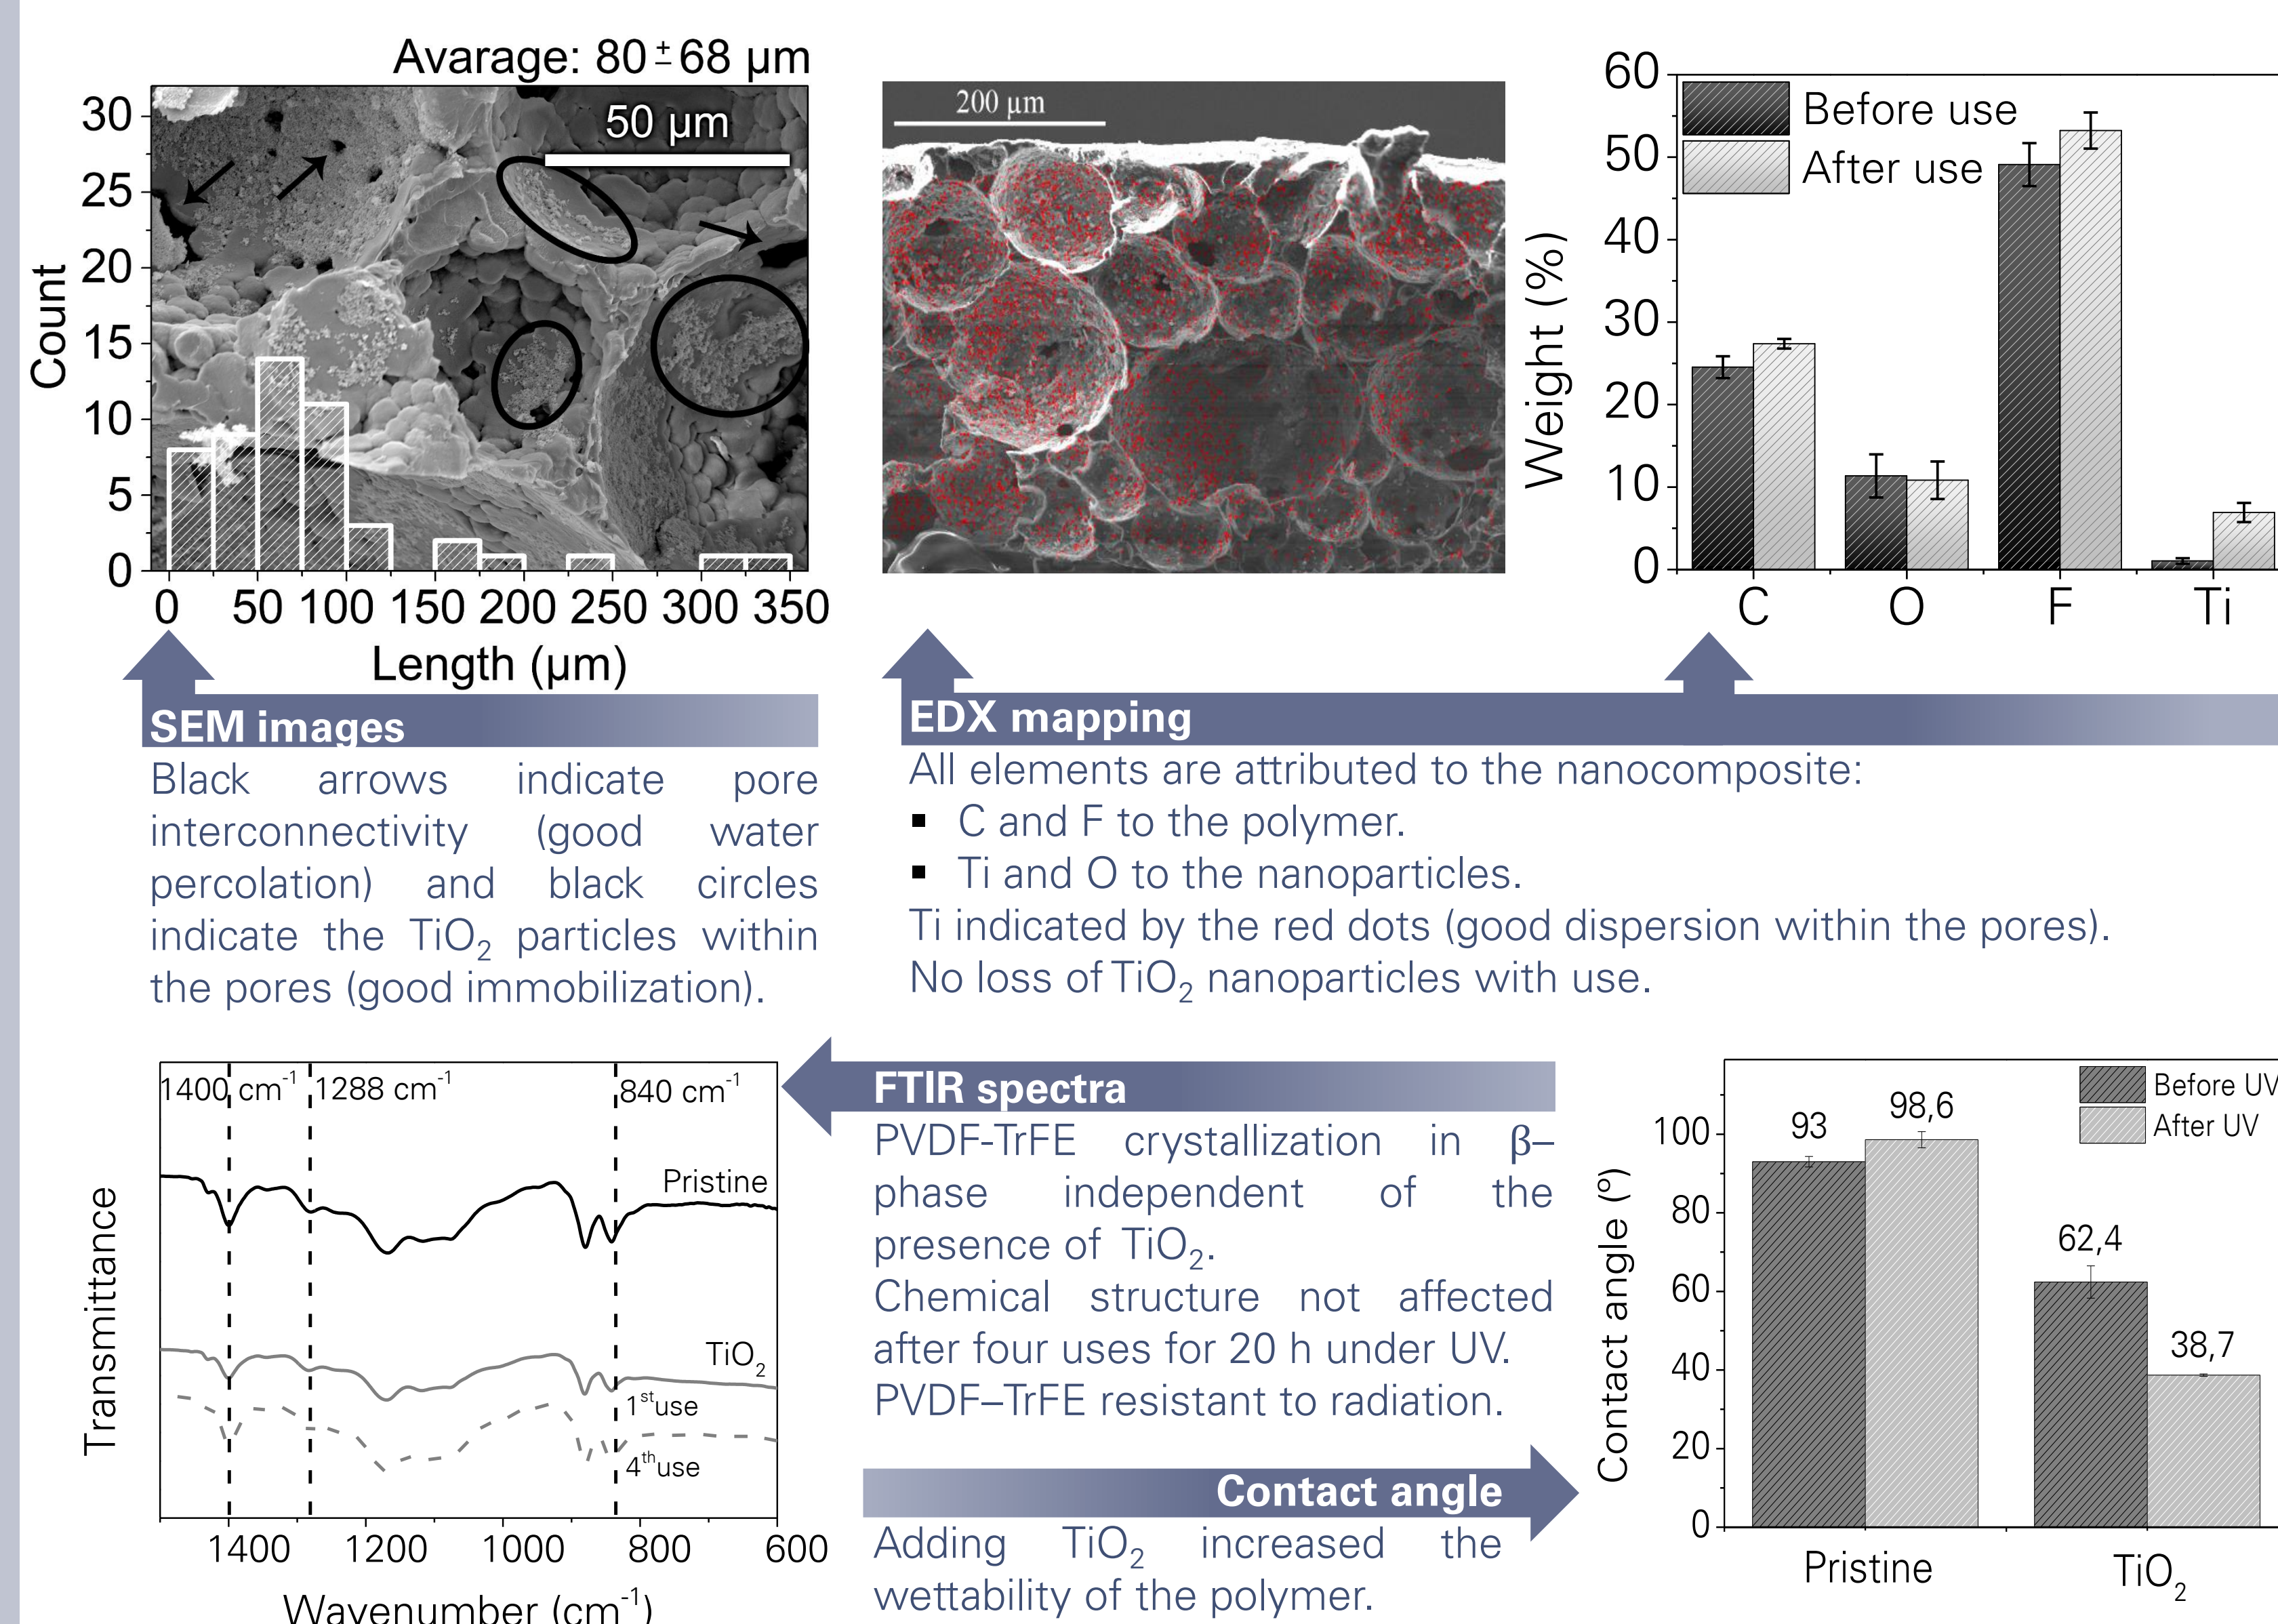 Avarage: 80 ± 68 µm
50 µm
Count
30
25
20
15
10
5
0
0 50 100 150 200 250 300 350
Length (µm)
200 µm
Weight (%)
60
50
40
30
20
10
0
Before use
After use
C O F Ti
SEM images
Black arrows indicate pore
interconnectivity (good water
percolation) and black circles
indicate the TiO₂ particles within
the pores (good immobilization).
EDX mapping
All elements are attributed to the nanocomposite:
▪ C and F to the polymer.
▪ Ti and O to the nanoparticles.
Ti indicated by the red dots (good dispersion within the pores).
No loss of TiO₂ nanoparticles with use.
1400 cm⁻¹ 1288 cm⁻¹ 840 cm⁻¹
Pristine
TiO₂
1ˢᵗuse
4ᵗʰuse
Transmittance
1400 1200 1000 800 600
Wavenumber (cm⁻¹)
FTIR spectra
PVDF-TrFE crystallization in β–
phase independent of the
presence of TiO₂.
Chemical structure not affected
after four uses for 20 h under UV.
PVDF–TrFE resistant to radiation.
Contact angle
Adding TiO₂ increased the
wettability of the polymer.
Contact angle (º)
100
80
60
40
20
0
Before UV
After UV
93
98,6
62,4
38,7
Pristine TiO₂